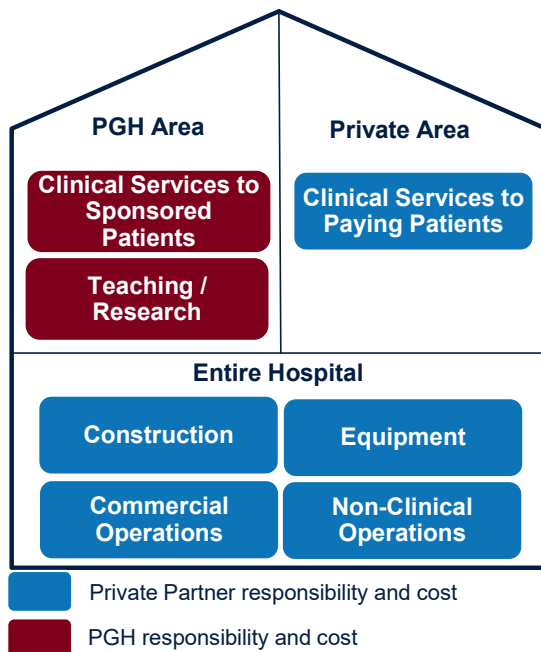 PGH Area
Private Area
Clinical Services to
Sponsored
Patients
Clinical Services to
Paying Patients
Teaching /
Research
Entire Hospital
Construction
Equipment
Commercial
Operations
Non-Clinical
Operations
Private Partner responsibility and cost
PGH responsibility and cost